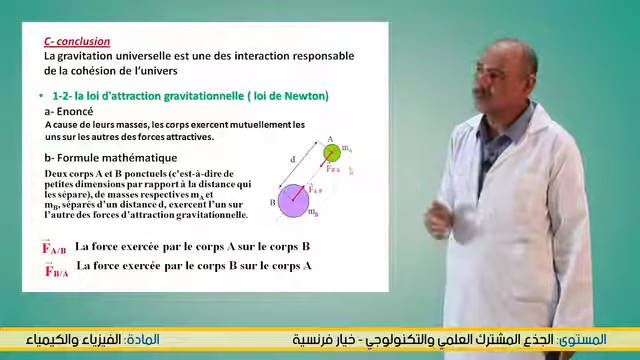 C- conclusion
La gravitation universelle est une des interaction responsable
de la cohésion de l'univers
• 1-2- la loi d'attraction gravitationnelle ( loi de Newton)
a- Enoncé
A cause de leurs masses, les corps exercent mutuellement les
uns sur les autres des forces attractives.
b- Formule mathématique
Deux corps A et B ponctuels (c'est-à-dire de
petites dimensions par rapport à la distance qui
les sépare), de masses respectives mA et
mB, séparés d'un distance d, exercent l'un sur
l'autre des forces d'attraction gravitationnelle.
A
mA
d
FB/A
FA/B
B
mB
FA/B La force exercée par le corps A sur le corps B
FB/A La force exercée par le corps B sur le corps A
المستوى: الجذع المشترك العلمي والتكنولوجي - خيار فرنسية
المادة: الفيزياء والكيمياء